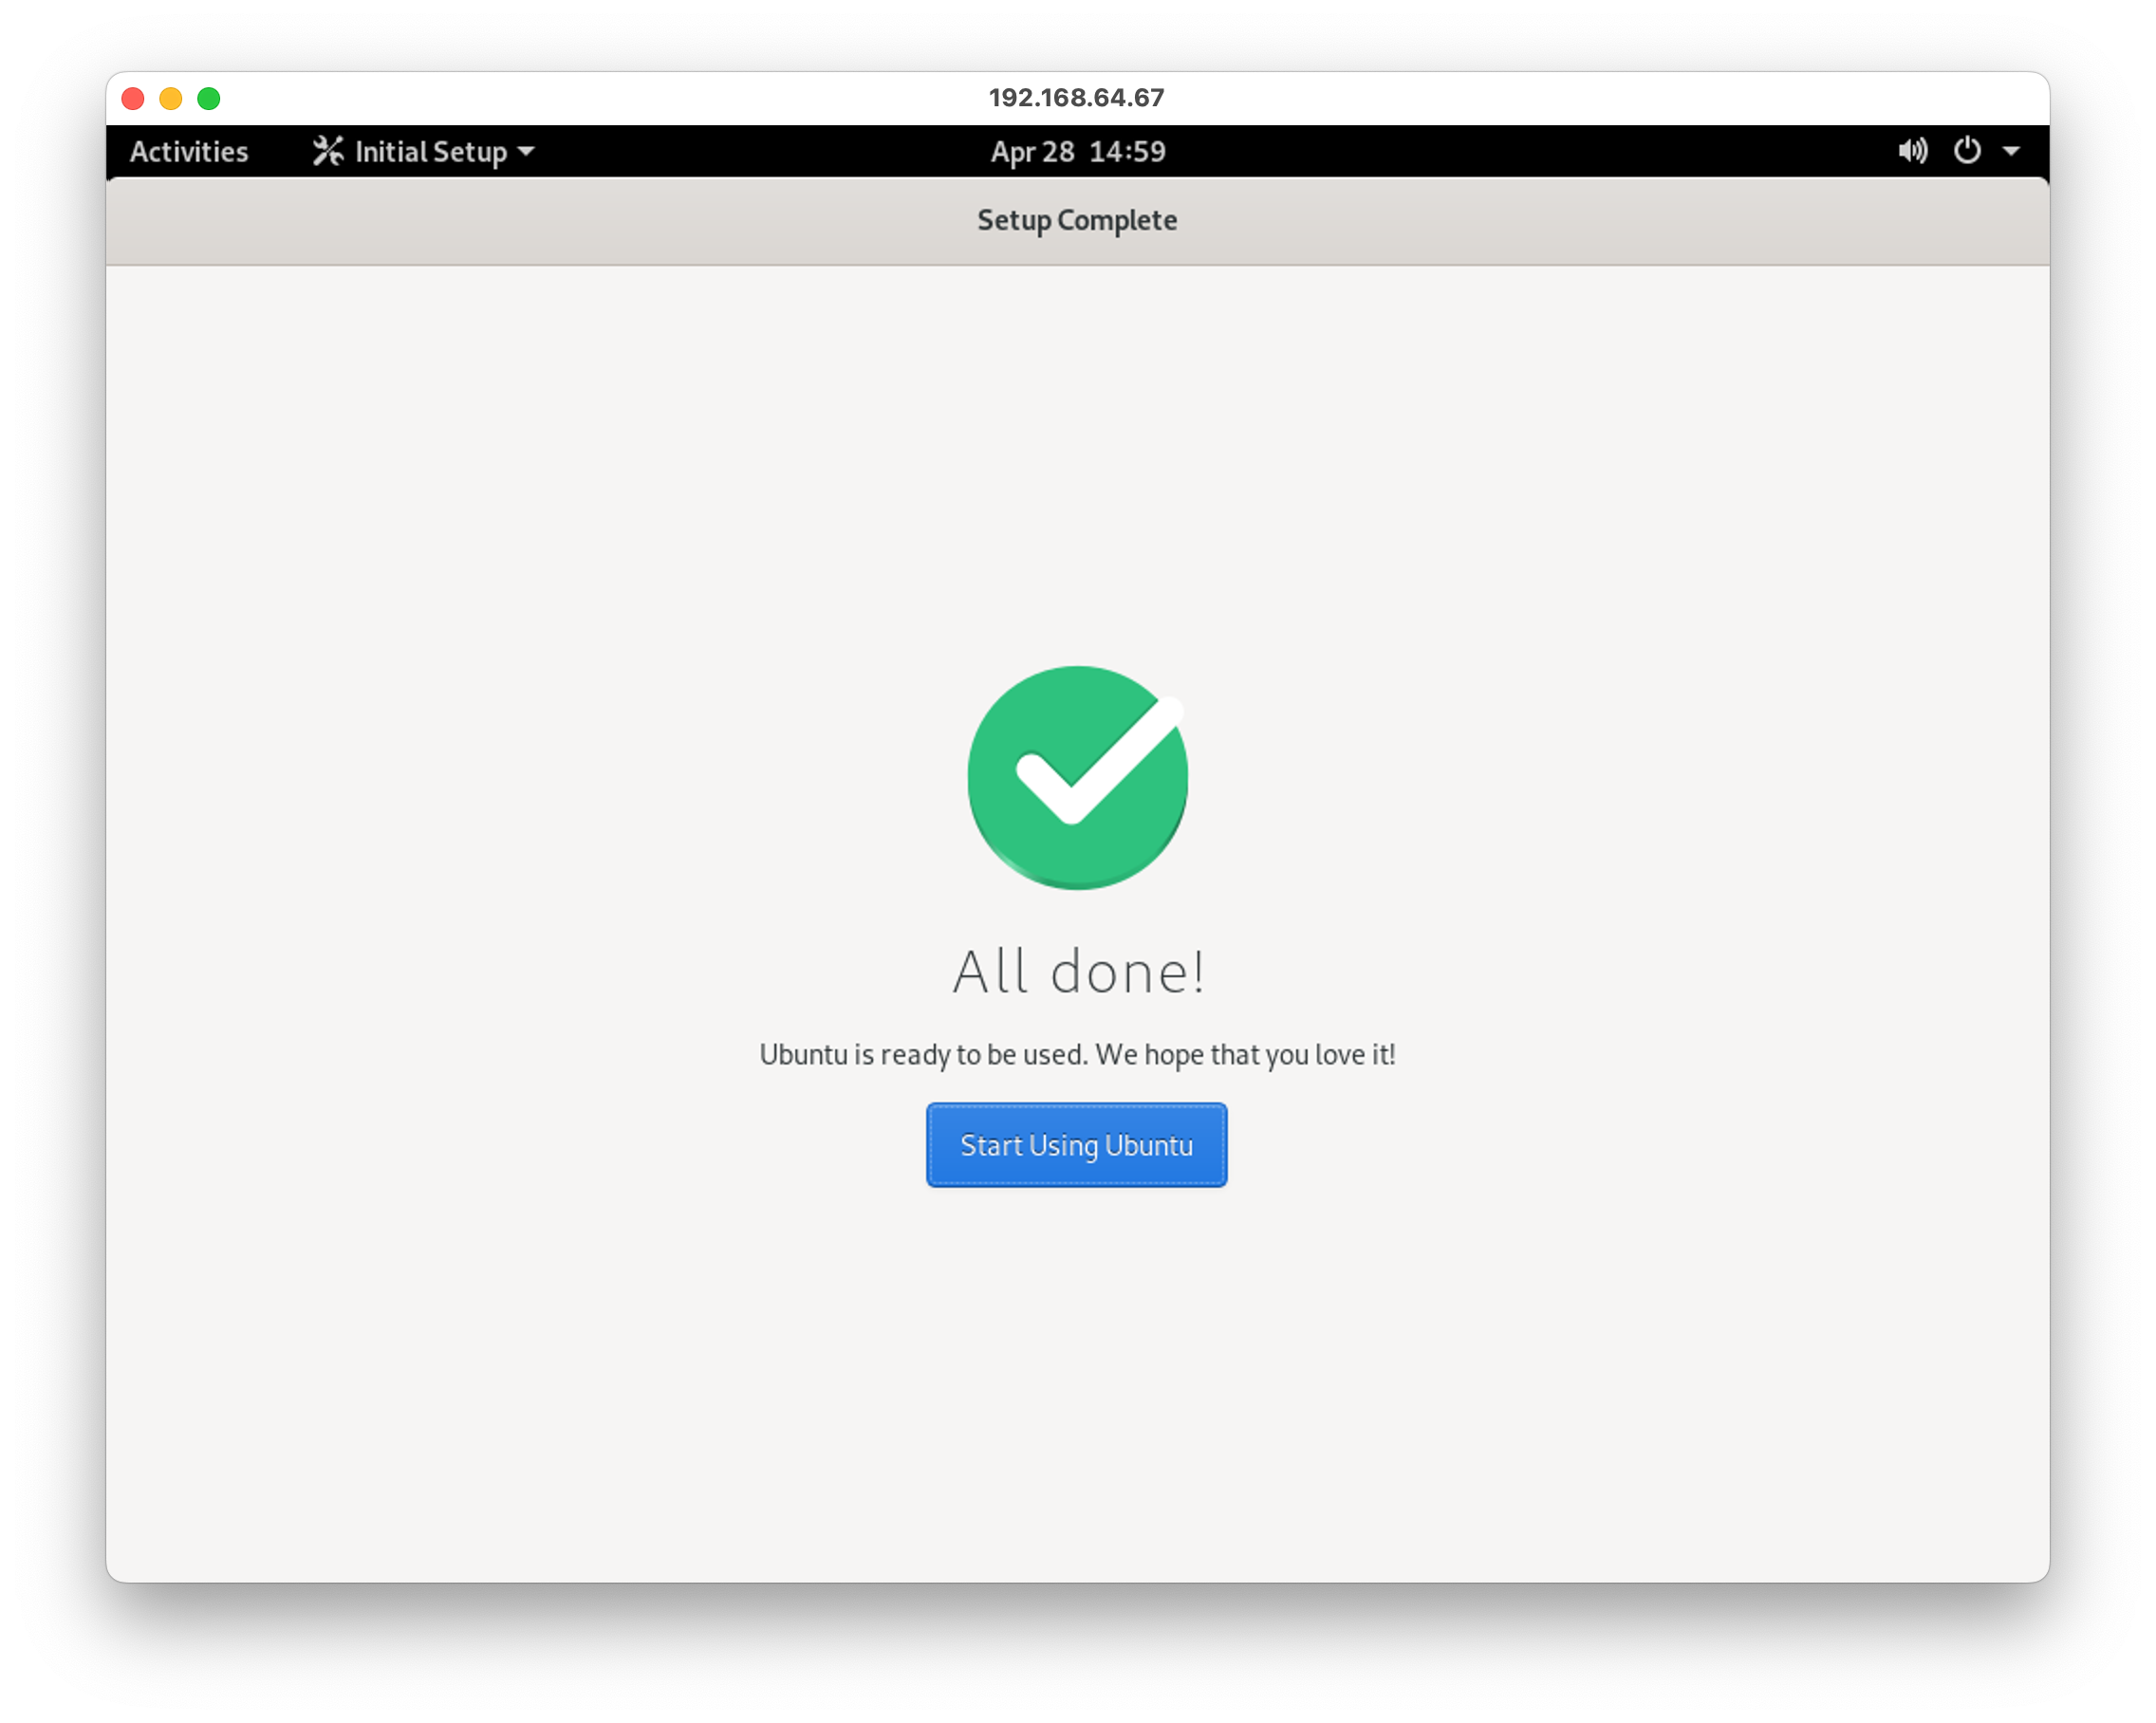 192.168.64.67
Activities Initial Setup Apr 28 14:59
Setup Complete
All done!
Ubuntu is ready to be used. We hope that you love it!
Start Using Ubuntu